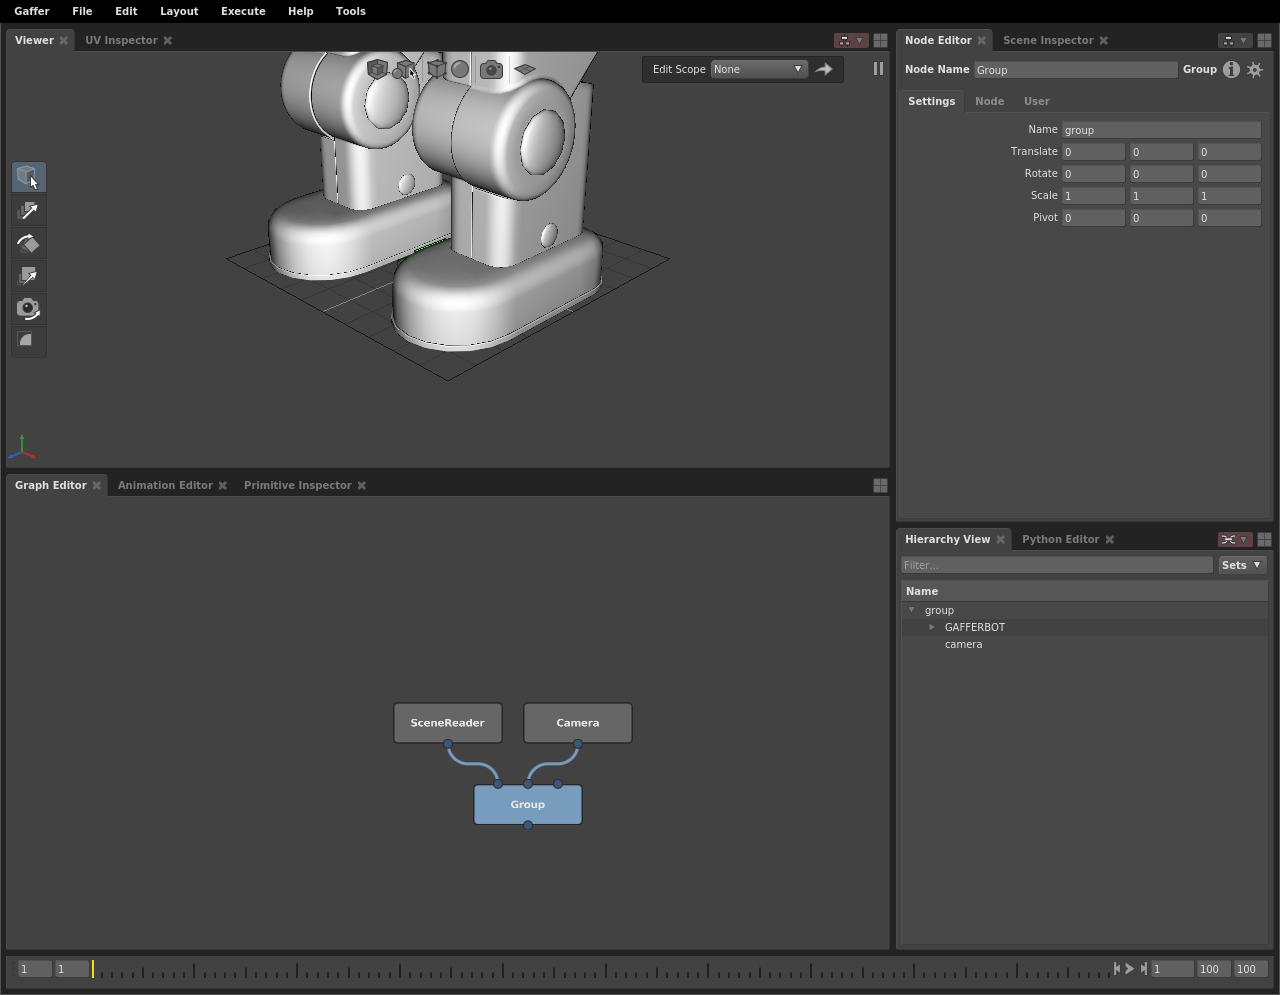 Gaffer File Edit Layout Execute Help Tools
Viewer UV Inspector
Edit Scope None
Graph Editor Animation Editor Primitive Inspector
SceneReader Camera
Group
Node Editor Scene Inspector
Node Name Group Group
Settings Node User
Name group
Translate 0 0 0
Rotate 0 0 0
Scale 1 1 1
Pivot 0 0 0
Hierarchy View Python Editor
Filter... Sets
Name
group
GAFFERBOT
camera
1 1 1 100 100